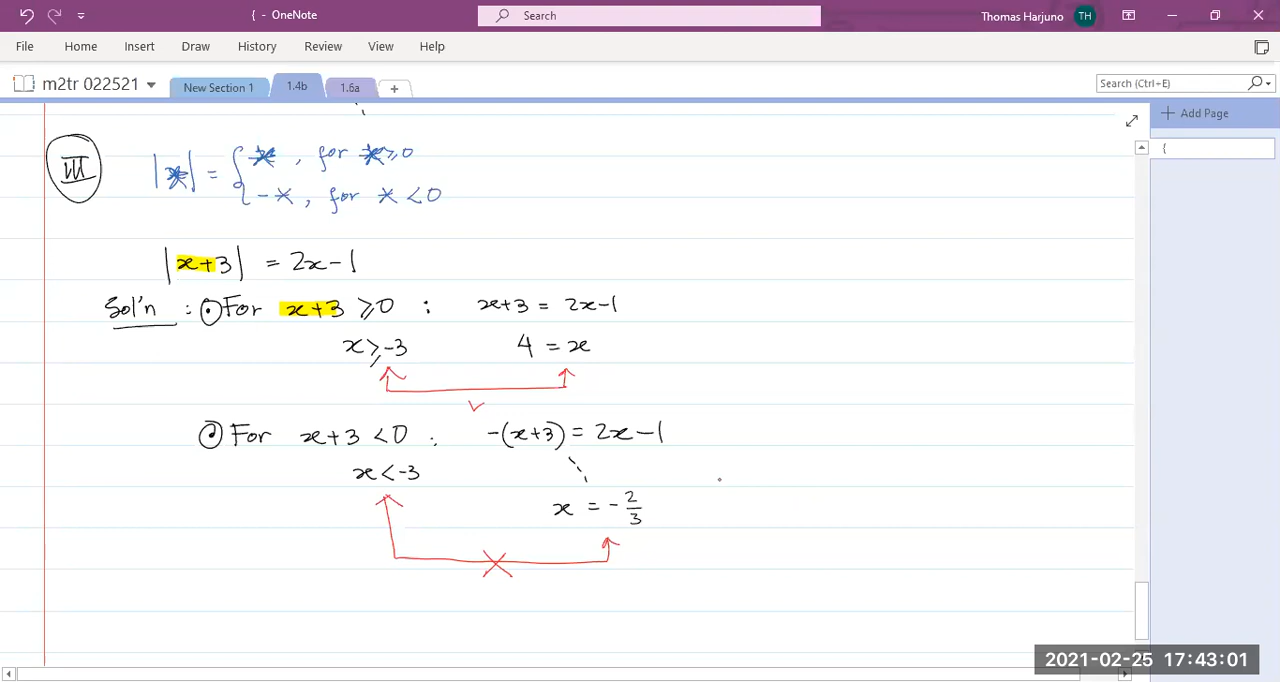 { - OneNote
Search
Thomas Harjuno TH
File Home Insert Draw History Review View Help
m2tr 022521 New Section 1 1.4b 1.6a +
Search (Ctrl+E)
Add Page
{
III
|*| = { *, for * ≥ 0
-*, for * < 0
|x+3| = 2x-1
Sol'n : For x+3 ≥ 0 : x+3 = 2x-1
x ≥ -3 4 = x
For x+3 < 0 : -(x+3) = 2x-1
x < -3
x = -2/3
2021-02-25 17:43:01